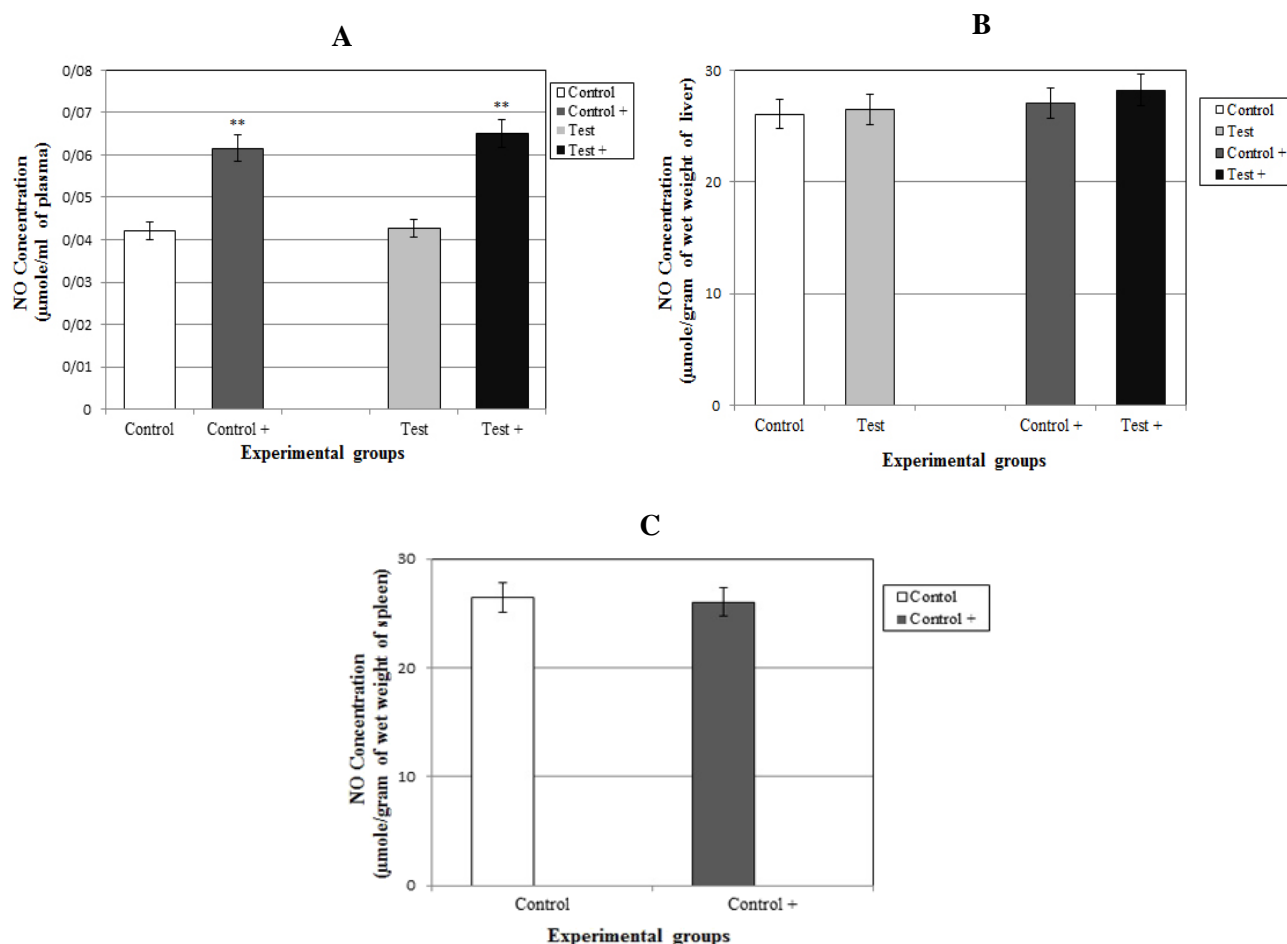 A
NO Concentration
(µmole/ml of plasma)
0/08
0/07
0/06
0/05
0/04
0/03
0/02
0/01
0
**
**
Control
Control +
Test
Test +
Control
Control +
Test
Test +
Experimental groups
B
NO Concentration
(µmole/gram of wet weight of liver)
30
26
10
0
Control
Test
Control +
Test +
Control
Test
Control +
Test +
Experimental groups
C
NO Concentration
(µmole/gram of wet weight of spleen)
30
20
10
0
Contol
Control +
Control
Control +
Experimental groups